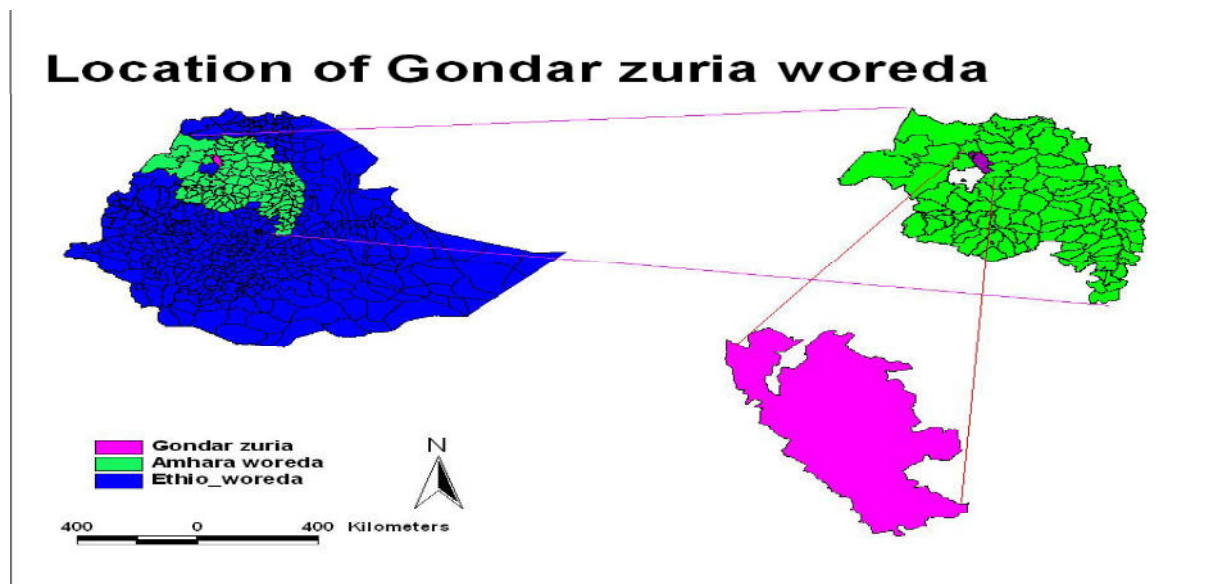 Location of Gondar zuria woreda
Gondar zuria
Amhara woreda
Ethio_woreda
N
400 0 400 Kilometers